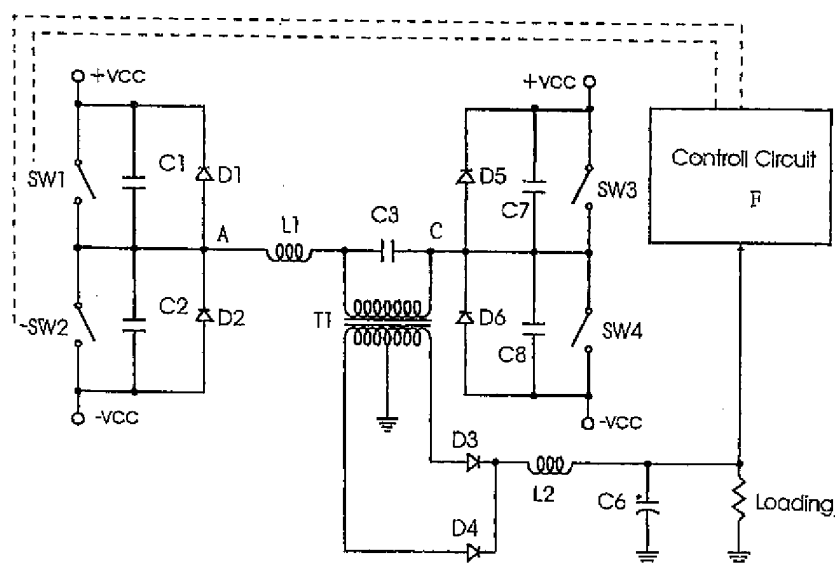 +VCC
+VCC
C1
D1
SW1
D5
C7
SW3
Controll Circuit
F
A
L1
C3
C
C2
D2
-SW2
T1
D6
C8
SW4
-VCC
-VCC
D3
L2
D4
C6
Loading